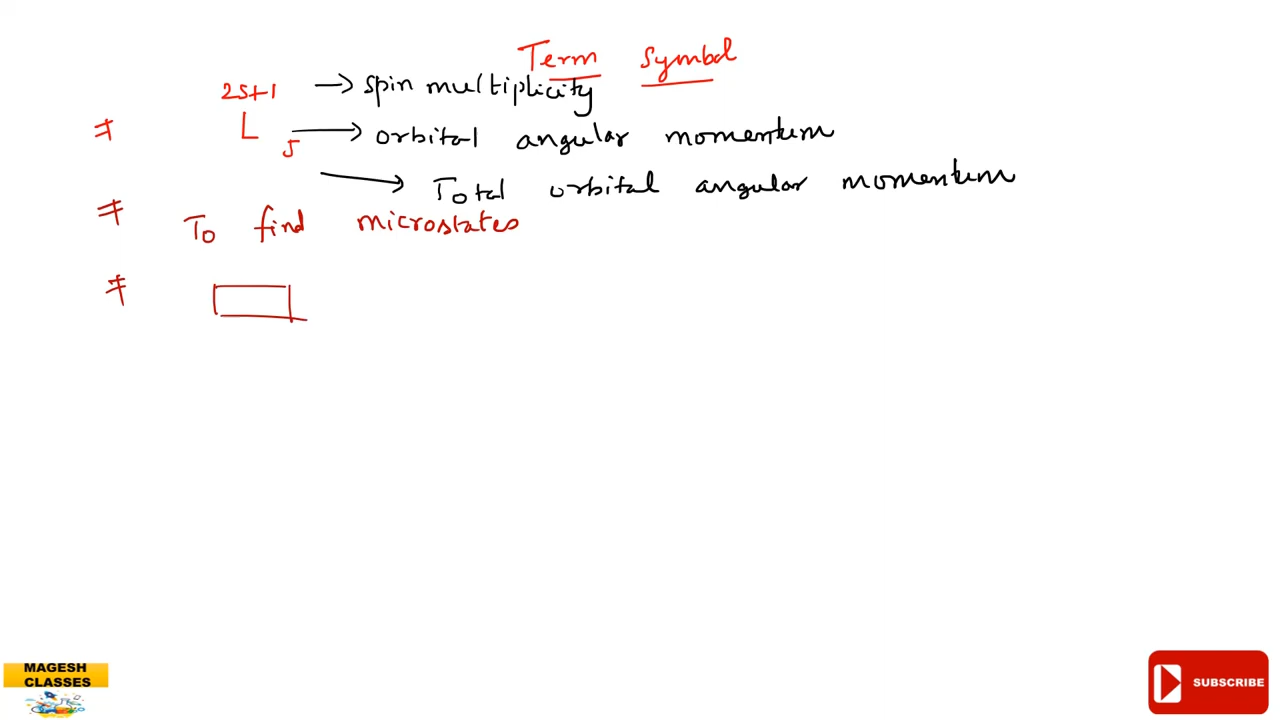 Term Symbol
2S+1 → spin multiplicity
⇒ L J → orbital angular momentum
→ Total orbital angular momentum
⇒ To find microstates
MAGESH
CLASSES
SUBSCRIBE